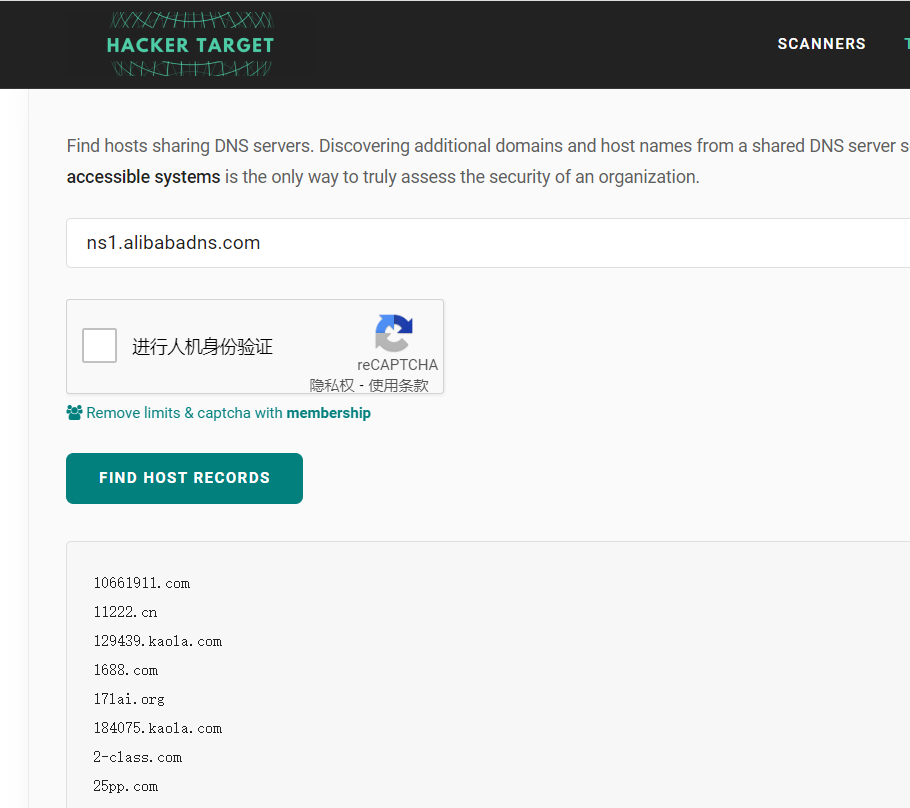 HACKER TARGET
SCANNERS
Find hosts sharing DNS servers. Discovering additional domains and host names from a shared DNS server
accessible systems is the only way to truly assess the security of an organization.
ns1.alibabadns.com
进行人机身份验证
reCAPTCHA
隐私权 - 使用条款
Remove limits & captcha with membership
FIND HOST RECORDS
10661911.com
11222.cn
129439.kaola.com
1688.com
171ai.org
184075.kaola.com
2-class.com
25pp.com